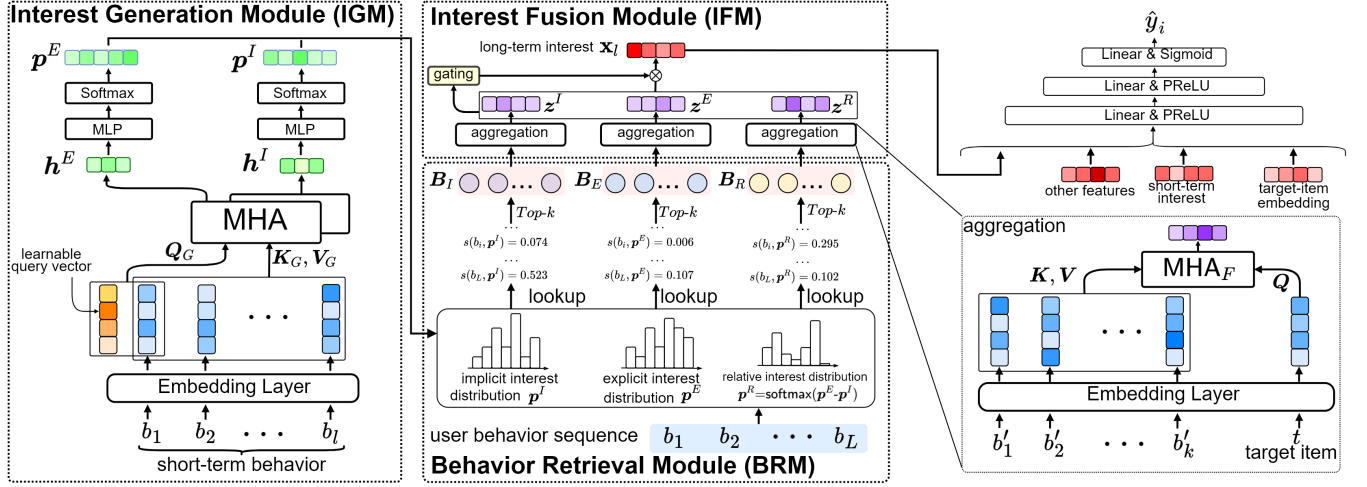 Interest Generation Module (IGM)
p^E
p^I
Softmax
Softmax
MLP
MLP
h^E
h^I
MHA
learnable
query vector
Q_G
K_G, V_G
...
Embedding Layer
b_1 b_2 ... b_l
short-term behavior
Interest Fusion Module (IFM)
long-term interest x_l
gating
⊗
z^I
z^E
z^R
aggregation
aggregation
aggregation
B_I ...
B_E ...
B_R ...
Top-k
Top-k
Top-k
...
...
...
s(b_i, p^I) = 0.074
s(b_i, p^E) = 0.006
s(b_i, p^R) = 0.295
...
...
...
s(b_L, p^I) = 0.523
s(b_L, p^E) = 0.107
s(b_L, p^R) = 0.102
lookup
lookup
lookup
implicit interest
distribution p^I
explicit interest
distribution p^E
relative interest distribution
p^R=softmax(p^E-p^I)
user behavior sequence b_1 b_2 ... b_L
Behavior Retrieval Module (BRM)
ŷ_i
Linear & Sigmoid
Linear & PReLU
Linear & PReLU
other features
short-term
interest
target-item
embedding
aggregation
MHA_F
K, V
Q
...
Embedding Layer
b'_1 b'_2 ... b'_k t
target item